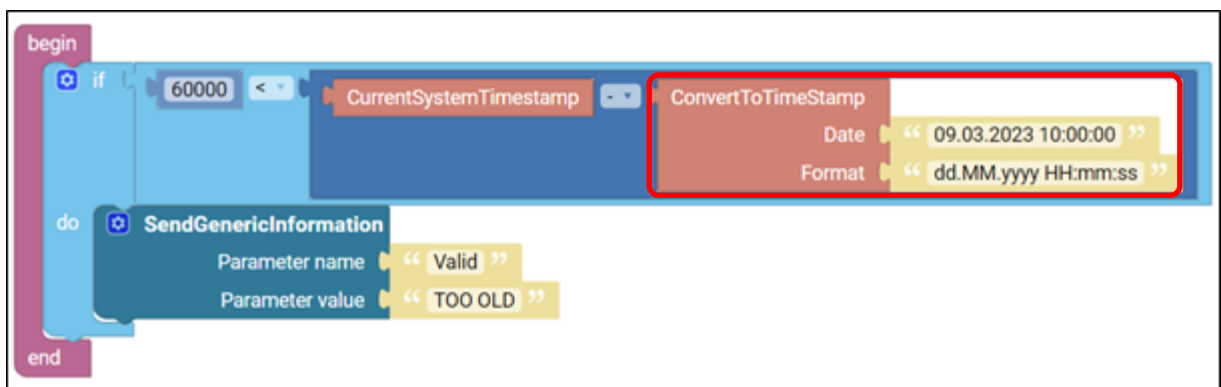 begin
if 60000 < CurrentSystemTimestamp - ConvertToTimeStamp
Date “ 09.03.2023 10:00:00 ”
Format “ dd.MM.yyyy HH:mm:ss ”
do SendGenericInformation
Parameter name “ Valid ”
Parameter value “ TOO OLD ”
end